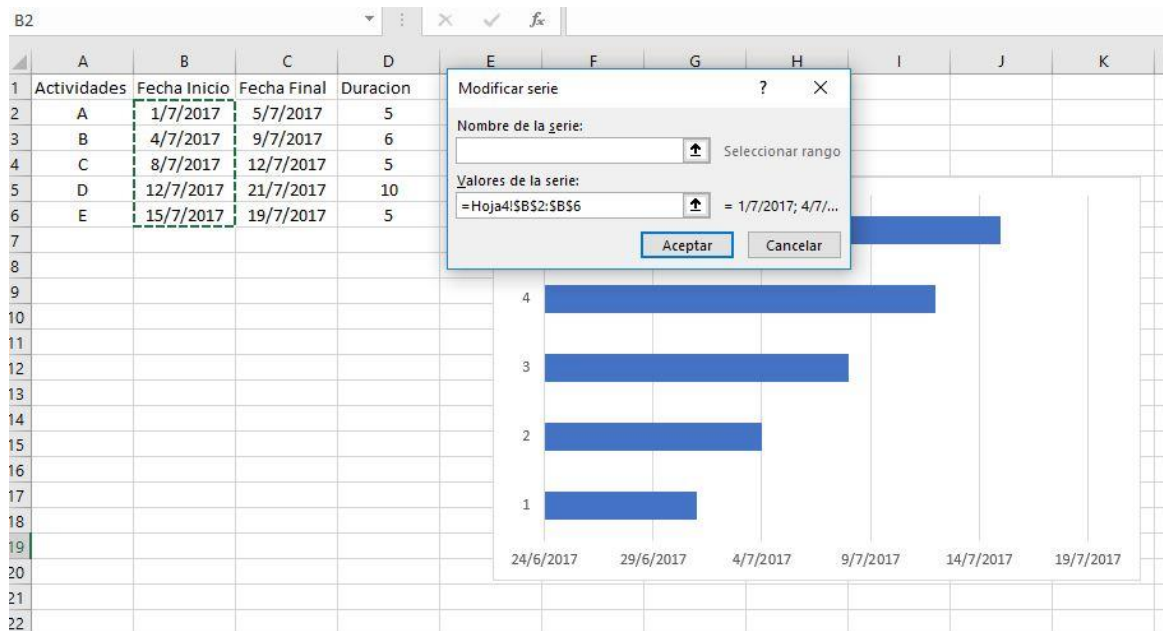 B2 fx
A B C D E F G H I J K
1 Actividades Fecha Inicio Fecha Final Duracion
2 A 1/7/2017 5/7/2017 5
3 B 4/7/2017 9/7/2017 6
4 C 8/7/2017 12/7/2017 5
5 D 12/7/2017 21/7/2017 10
6 E 15/7/2017 19/7/2017 5
7
8
9
10
11
12
13
14
15
16
17
18
19
20
21
22
Modificar serie ? X
Nombre de la serie:
Seleccionar rango
Valores de la serie:
=Hoja4!$B$2:$B$6 = 1/7/2017; 4/7/...
Aceptar Cancelar
4
3
2
1
24/6/2017 29/6/2017 4/7/2017 9/7/2017 14/7/2017 19/7/2017